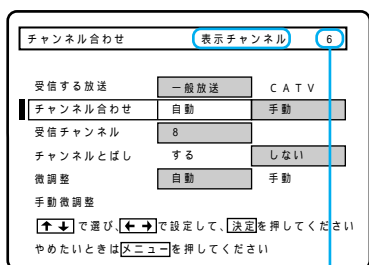 チャンネル合わせ 表示チャンネル 6
受信する放送 一般放送 CATV
チャンネル合わせ 自動 手動
受信チャンネル 8
チャンネルとばし する しない
微調整 自動 手動
手動微調整
↑↓で選び、←→で設定して、決定を押してください
やめたいときはメニューを押してください